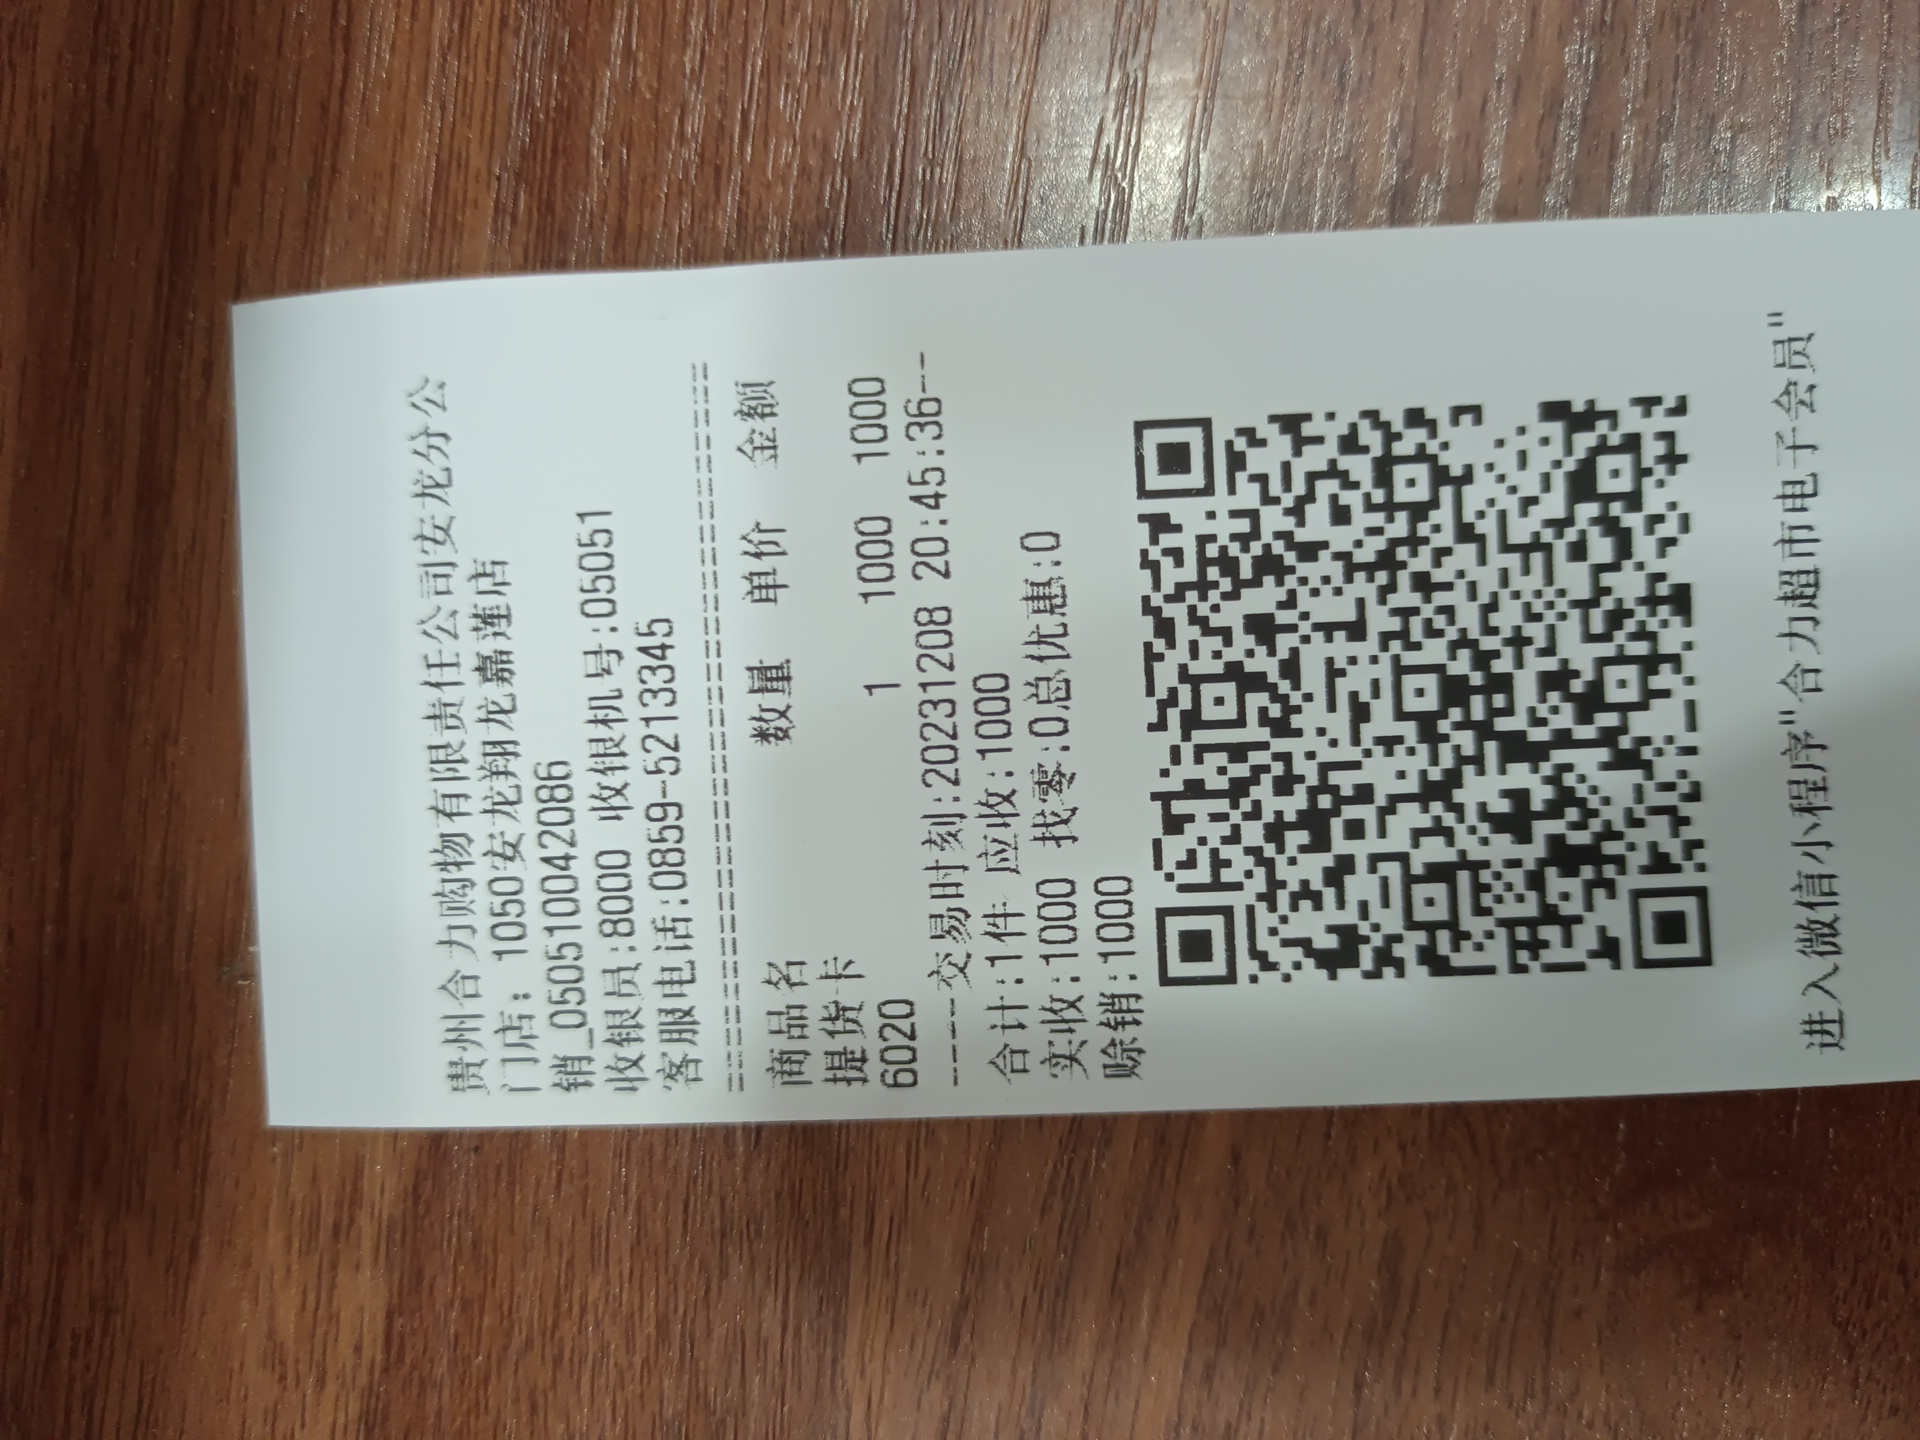 贵州合力购物有限责任公司安龙分公
门店：1050安龙翔龙嘉莲店
销_050510042086
收银员:8000 收银机号:05051
客服电话:0859-5213345
================================
商品名 数量 单价 金额
提货卡
6020 1 1000 1000
----交易时刻:20231208 20:45:36--
合计:1件 应收:1000
实收:1000 找零:0总优惠:0
赊销:1000
进入微信小程序"合力超市电子会员"